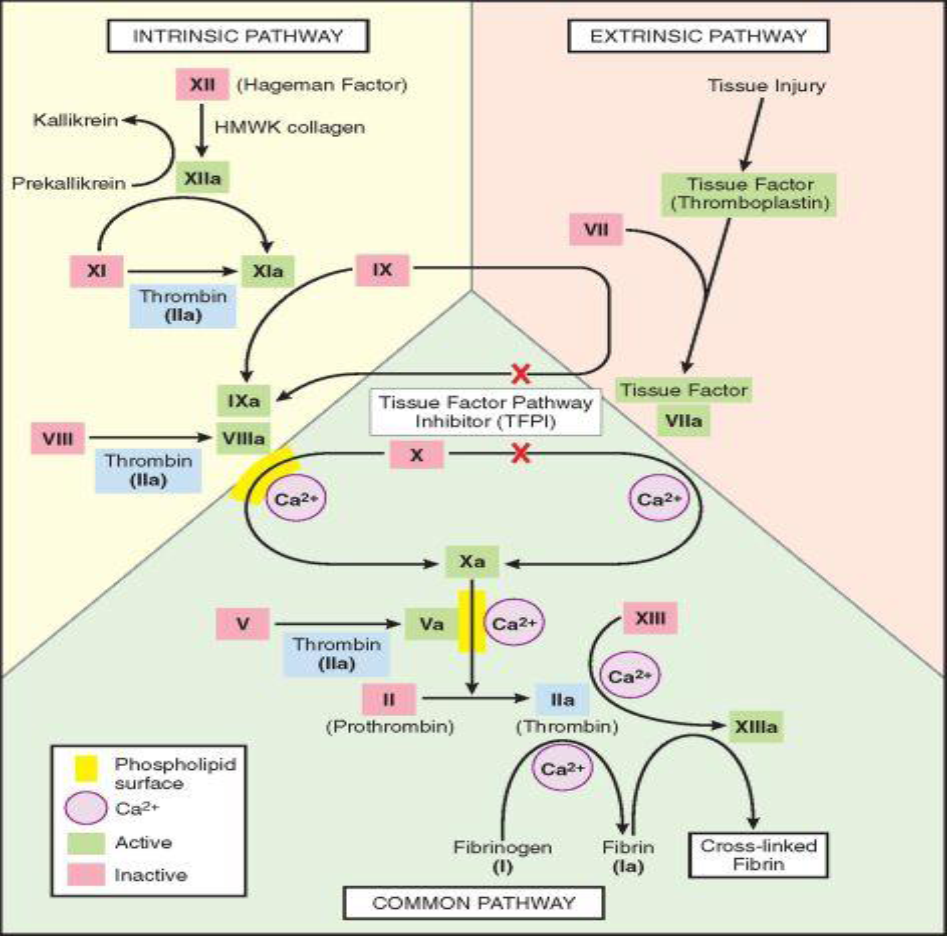 INTRINSIC PATHWAY
XII (Hageman Factor)
Kallikrein
HMWK collagen
Prekallikrein
XIIa
XI
XIa
Thrombin
(IIa)
IX
IXa
VIII
VIIIa
Thrombin
(IIa)
EXTRINSIC PATHWAY
Tissue Injury
Tissue Factor
(Thromboplastin)
VII
Tissue Factor
VIIa
X
Tissue Factor Pathway
Inhibitor (TFPI)
X
X
Ca²⁺
Ca²⁺
Xa
V
Va
Ca²⁺
Thrombin
(IIa)
XIII
Ca²⁺
II
(Prothrombin)
IIa
(Thrombin)
XIIIa
Ca²⁺
Fibrinogen
(I)
Fibrin
(Ia)
Cross-linked
Fibrin
Phospholipid
surface
Ca²⁺
Active
Inactive
COMMON PATHWAY